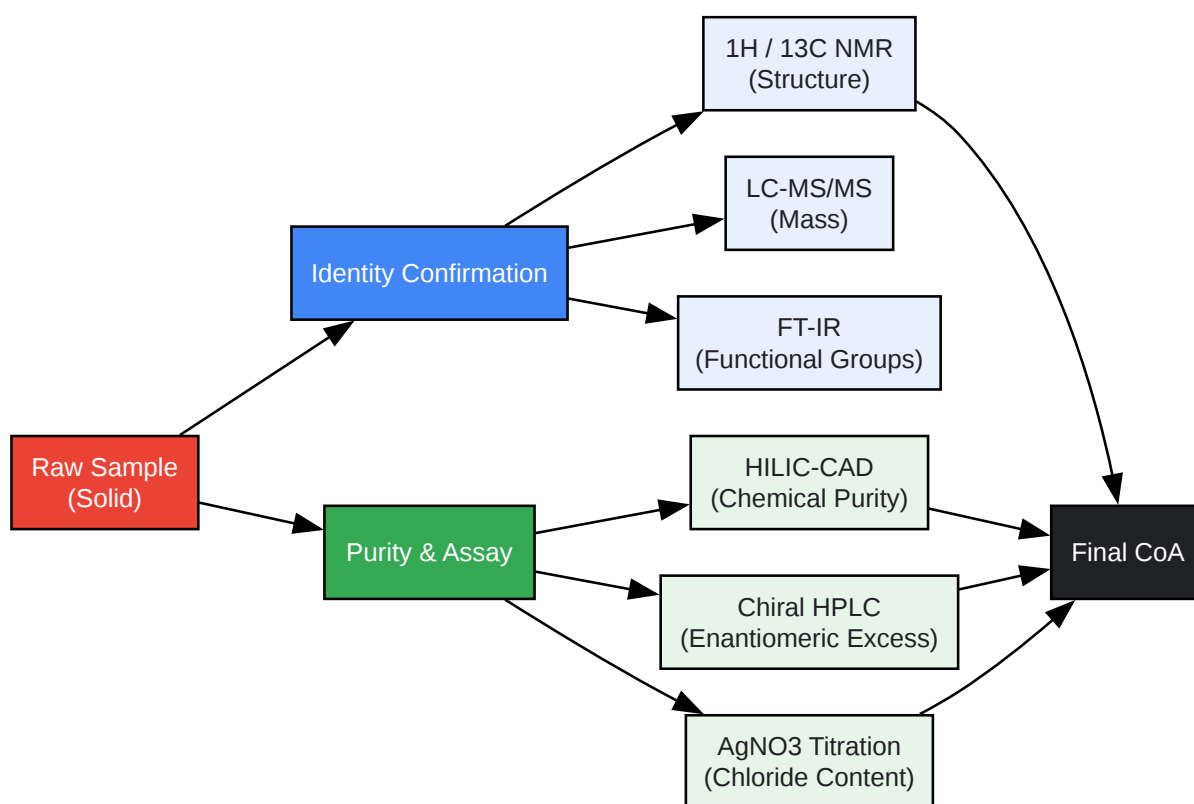 1H / 13C NMR
(Structure)
LC-MS/MS
(Mass)
Identity Confirmation
FT-IR
(Functional Groups)
Raw Sample
(Solid)
HILIC-CAD
(Chemical Purity)
Purity & Assay
Final CoA
Chiral HPLC
(Enantiomeric Excess)
AgNO3 Titration
(Chloride Content)